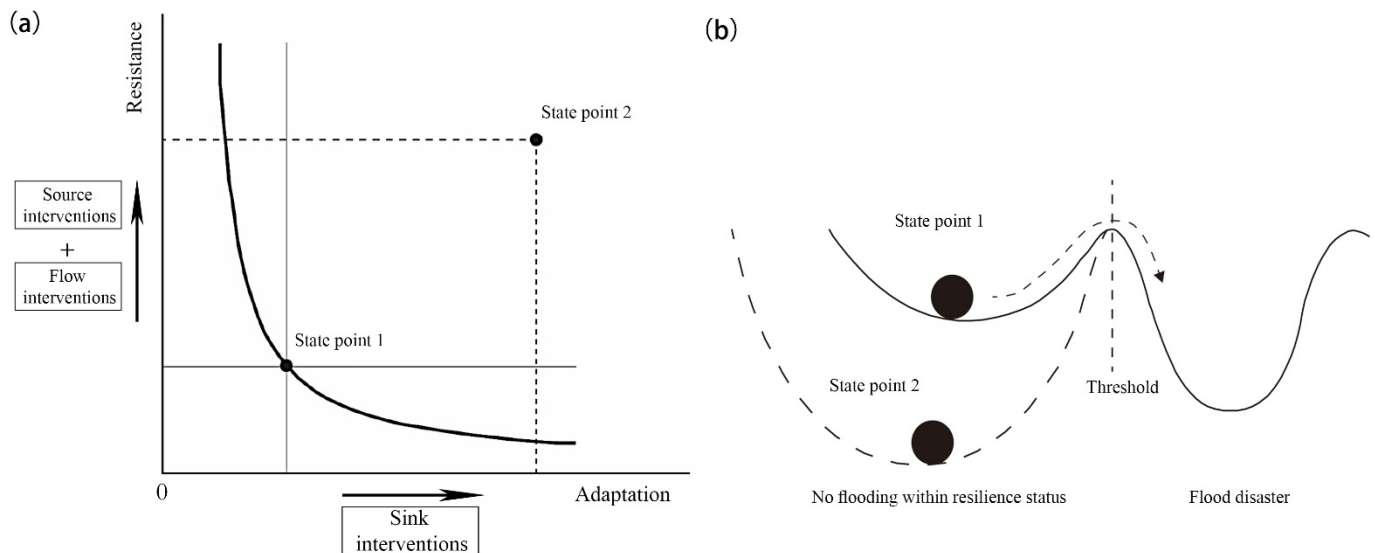 (a)
Resistance
State point 2
Source
interventions
+
Flow
interventions
State point 1
0
Adaptation
Sink
interventions
(b)
State point 1
State point 2
Threshold
No flooding within resilience status
Flood disaster